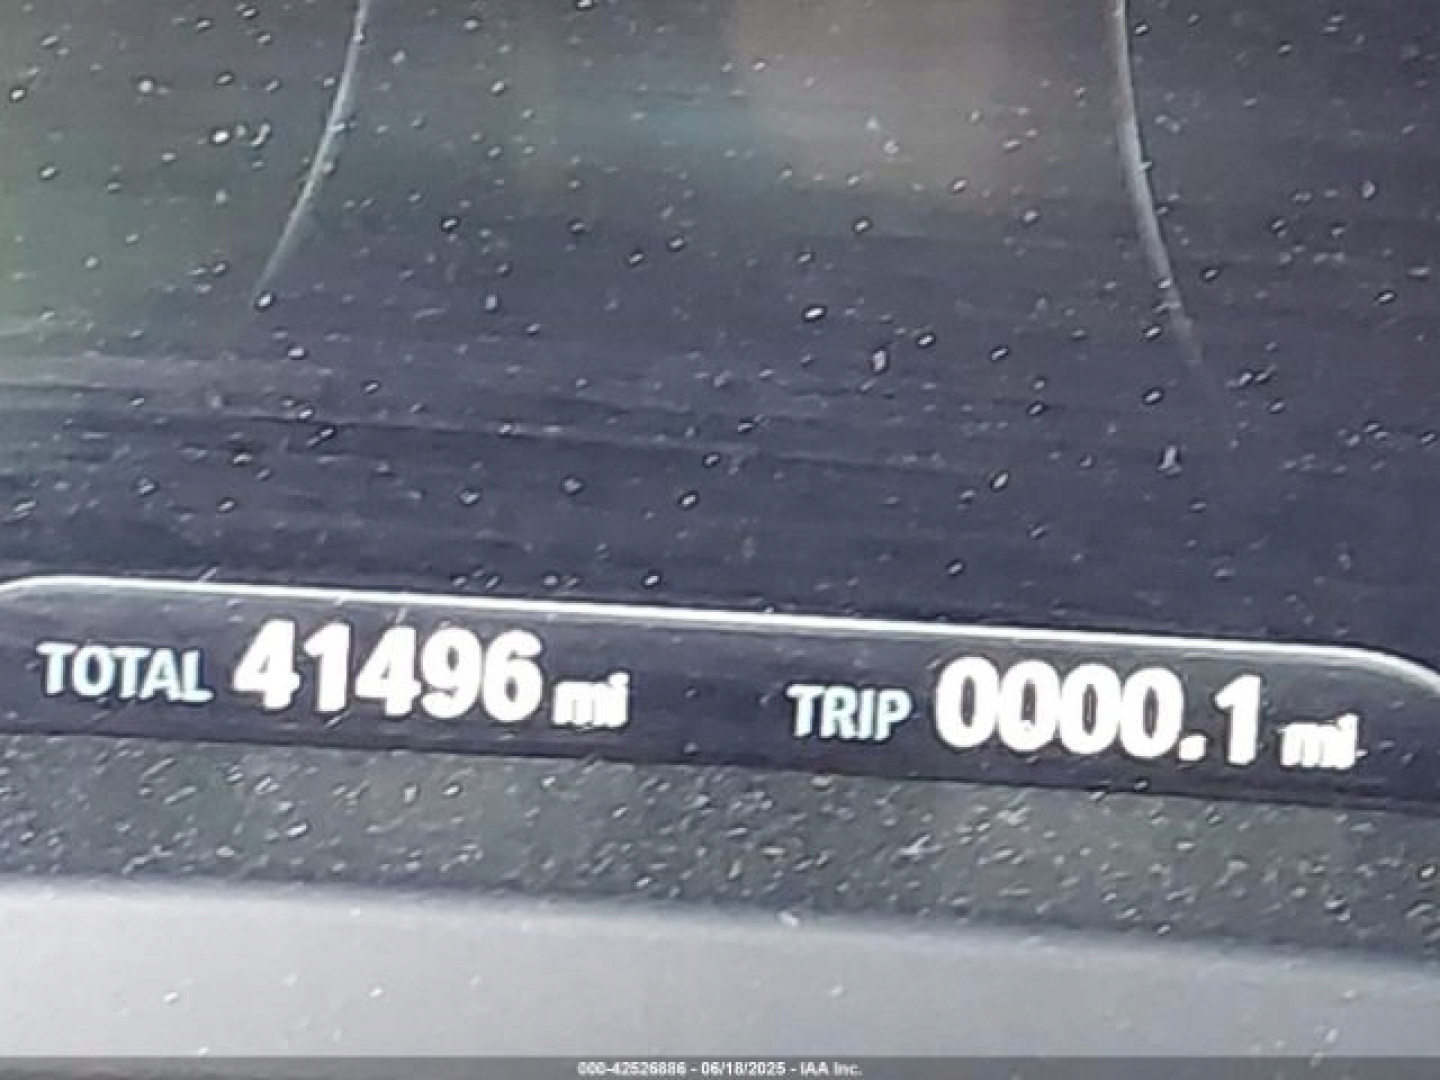 TOTAL 41496 mi TRIP 0000.1 mi
000-42526886 - 06/18/2025 - IAA Inc.